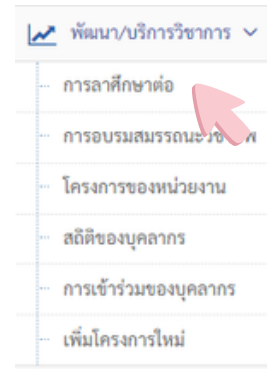 พัฒนา/บริการวิชาการ
การลาศึกษาต่อ
การอบรมสมรรถนะวิชาชีพ
โครงการของหน่วยงาน
สถิติของบุคลากร
การเข้าร่วมของบุคลากร
เพิ่มโครงการใหม่